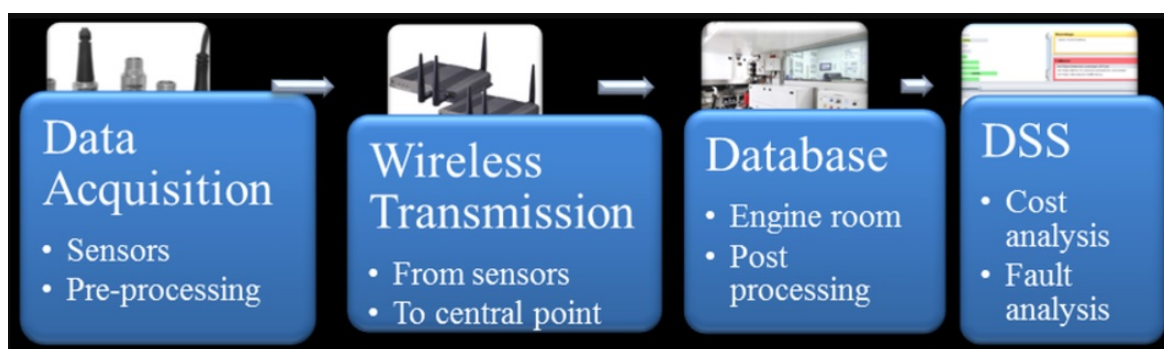 Data
Acquisition
• Sensors
• Pre-processing
Wireless
Transmission
• From sensors
• To central point
Database
• Engine room
• Post
processing
DSS
• Cost
analysis
• Fault
analysis